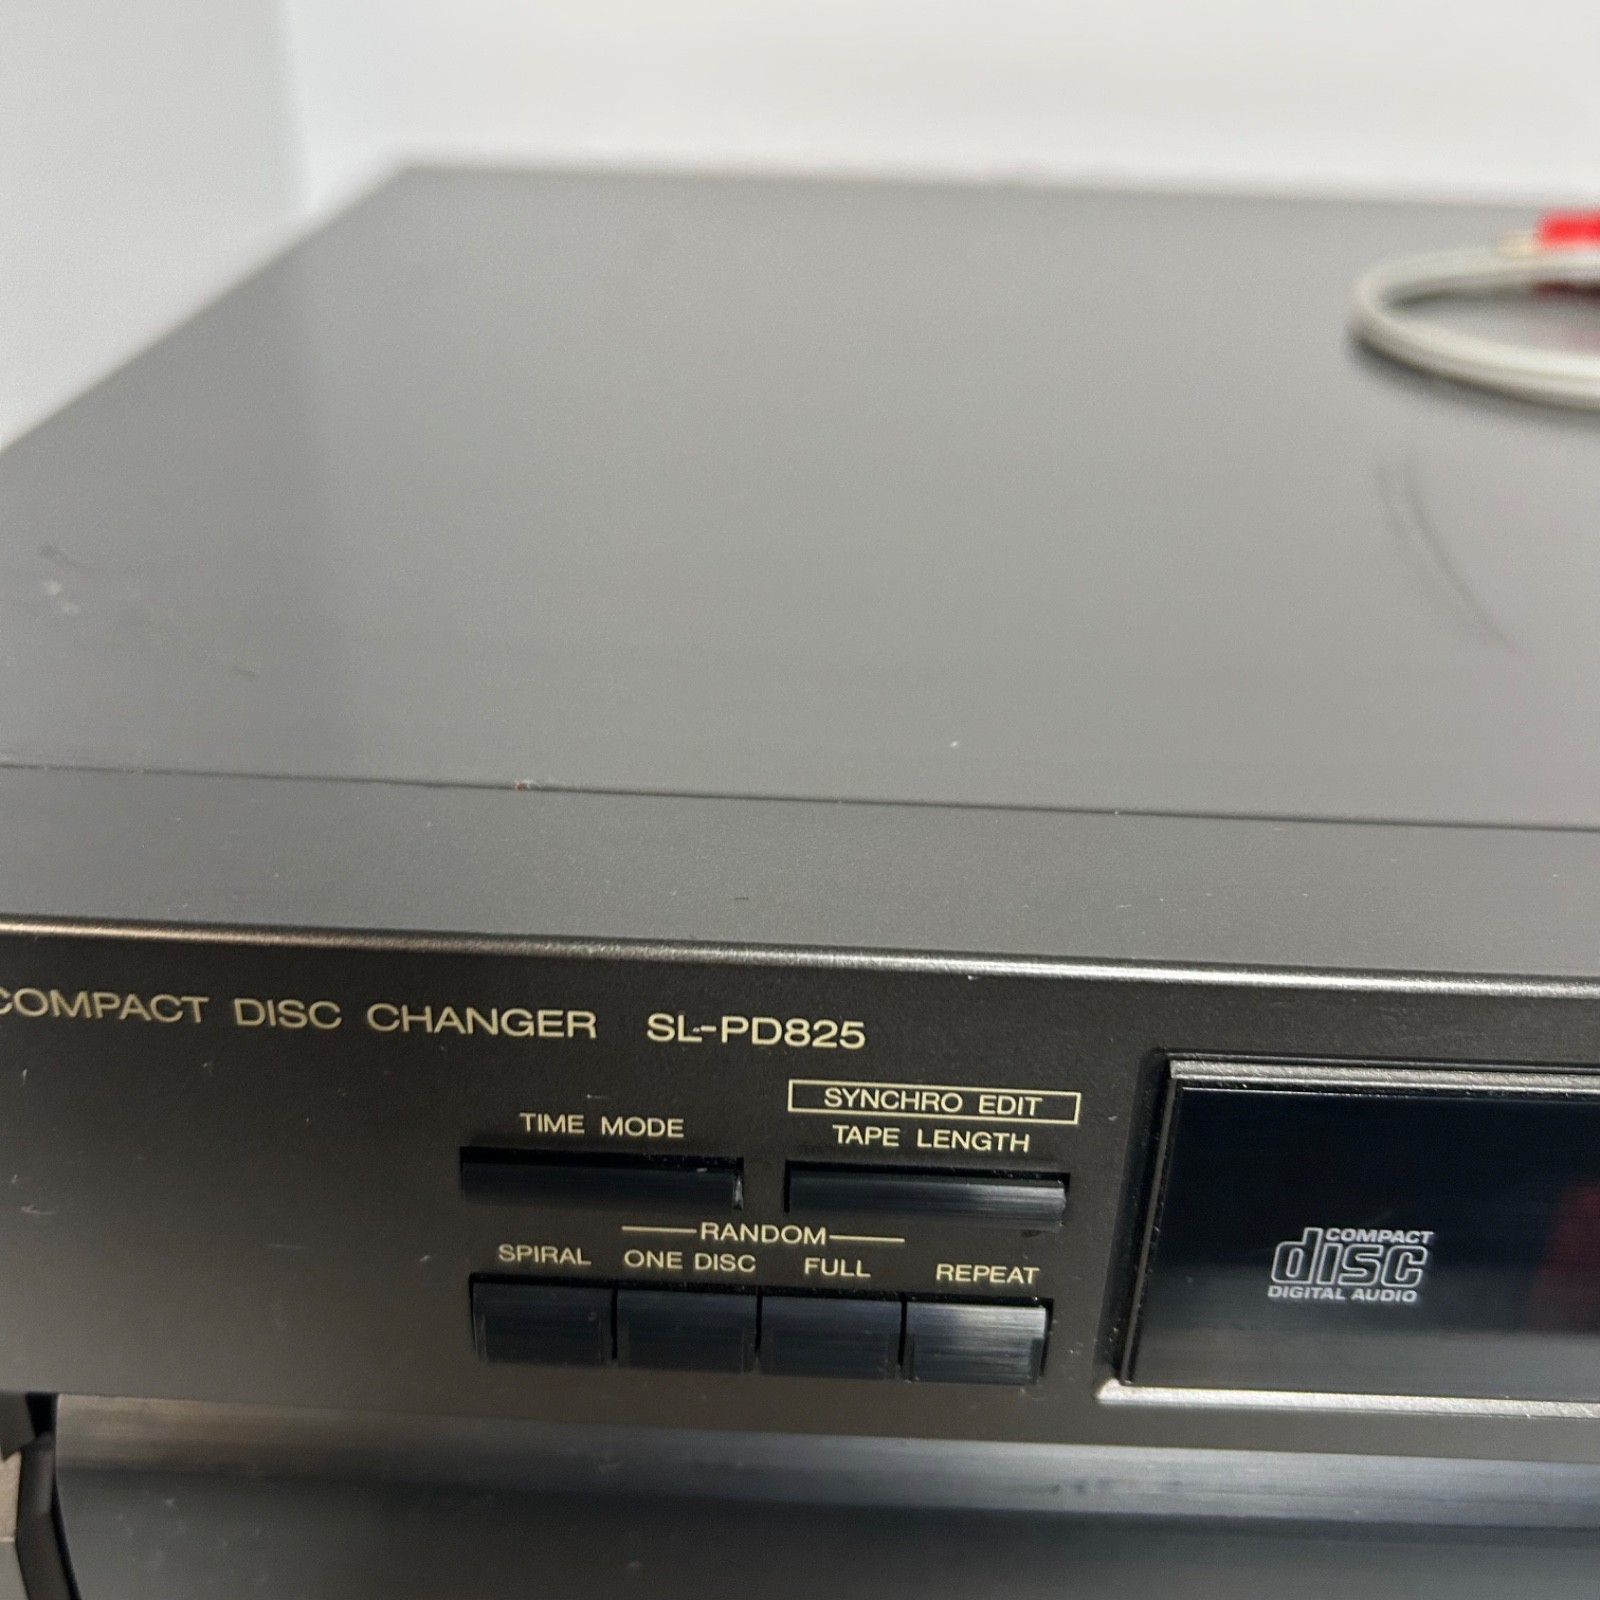 COMPACT DISC CHANGER SL-PD825
SYNCHRO EDIT
TIME MODE TAPE LENGTH
RANDOM
SPIRAL ONE DISC FULL REPEAT
COMPACT
disc
DIGITAL AUDIO